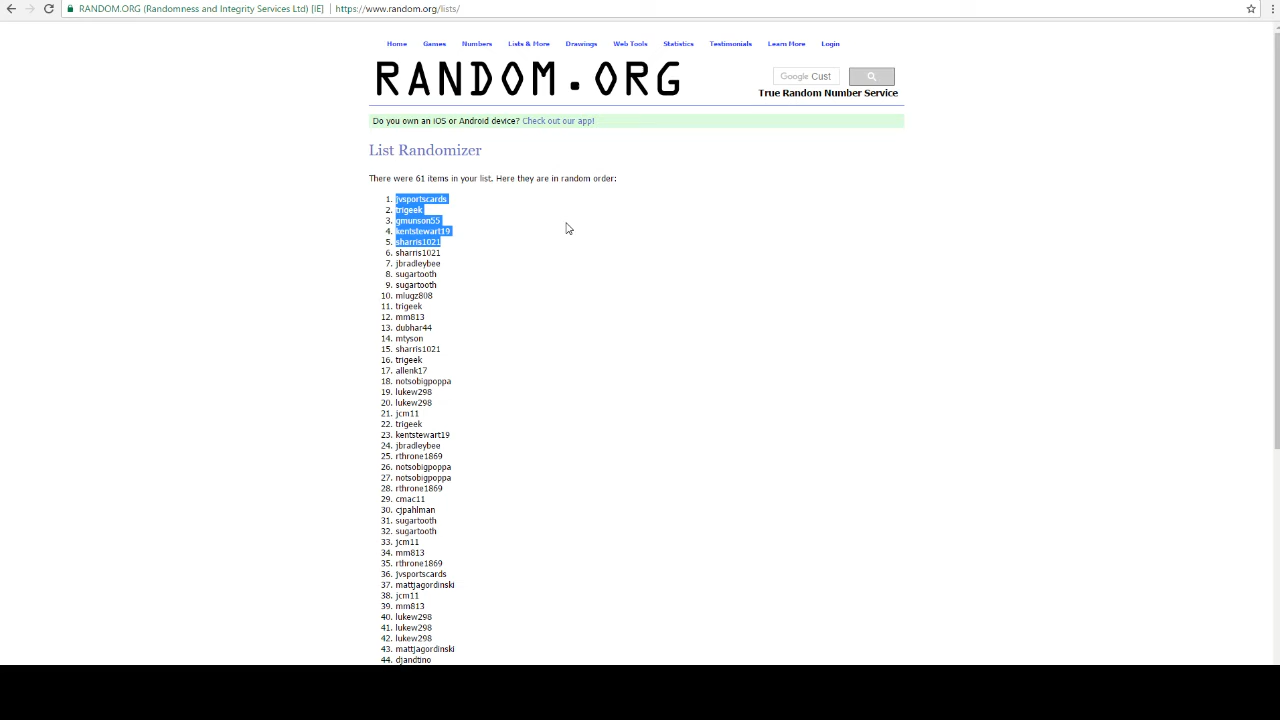 RANDOM.ORG (Randomness and Integrity Services Ltd) [IE] https://www.random.org/lists/
Home Games Numbers Lists & More Drawings Web Tools Statistics Testimonials Learn More Login
RANDOM.ORG
Google Cust
True Random Number Service
Do you own an iOS or Android device? Check out our app!
List Randomizer
There were 61 items in your list. Here they are in random order:
1. jvsportscards
2. trigeek
3. gmunson55
4. kentstewart19
5. sharris1021
6. sharris1021
7. jbradleybee
8. sugartooth
9. sugartooth
10. mlugz808
11. trigeek
12. mm813
13. dubhar44
14. mtyson
15. sharris1021
16. trigeek
17. allenk17
18. notsobigpoppa
19. lukew298
20. lukew298
21. jcm11
22. trigeek
23. kentstewart19
24. jbradleybee
25. rthrone1869
26. notsobigpoppa
27. notsobigpoppa
28. rthrone1869
29. cmac11
30. cjpahlman
31. sugartooth
32. sugartooth
33. jcm11
34. mm813
35. rthrone1869
36. jvsportscards
37. mattjagordinski
38. jcm11
39. mm813
40. lukew298
41. lukew298
42. lukew298
43. mattjagordinski
44. djandtino